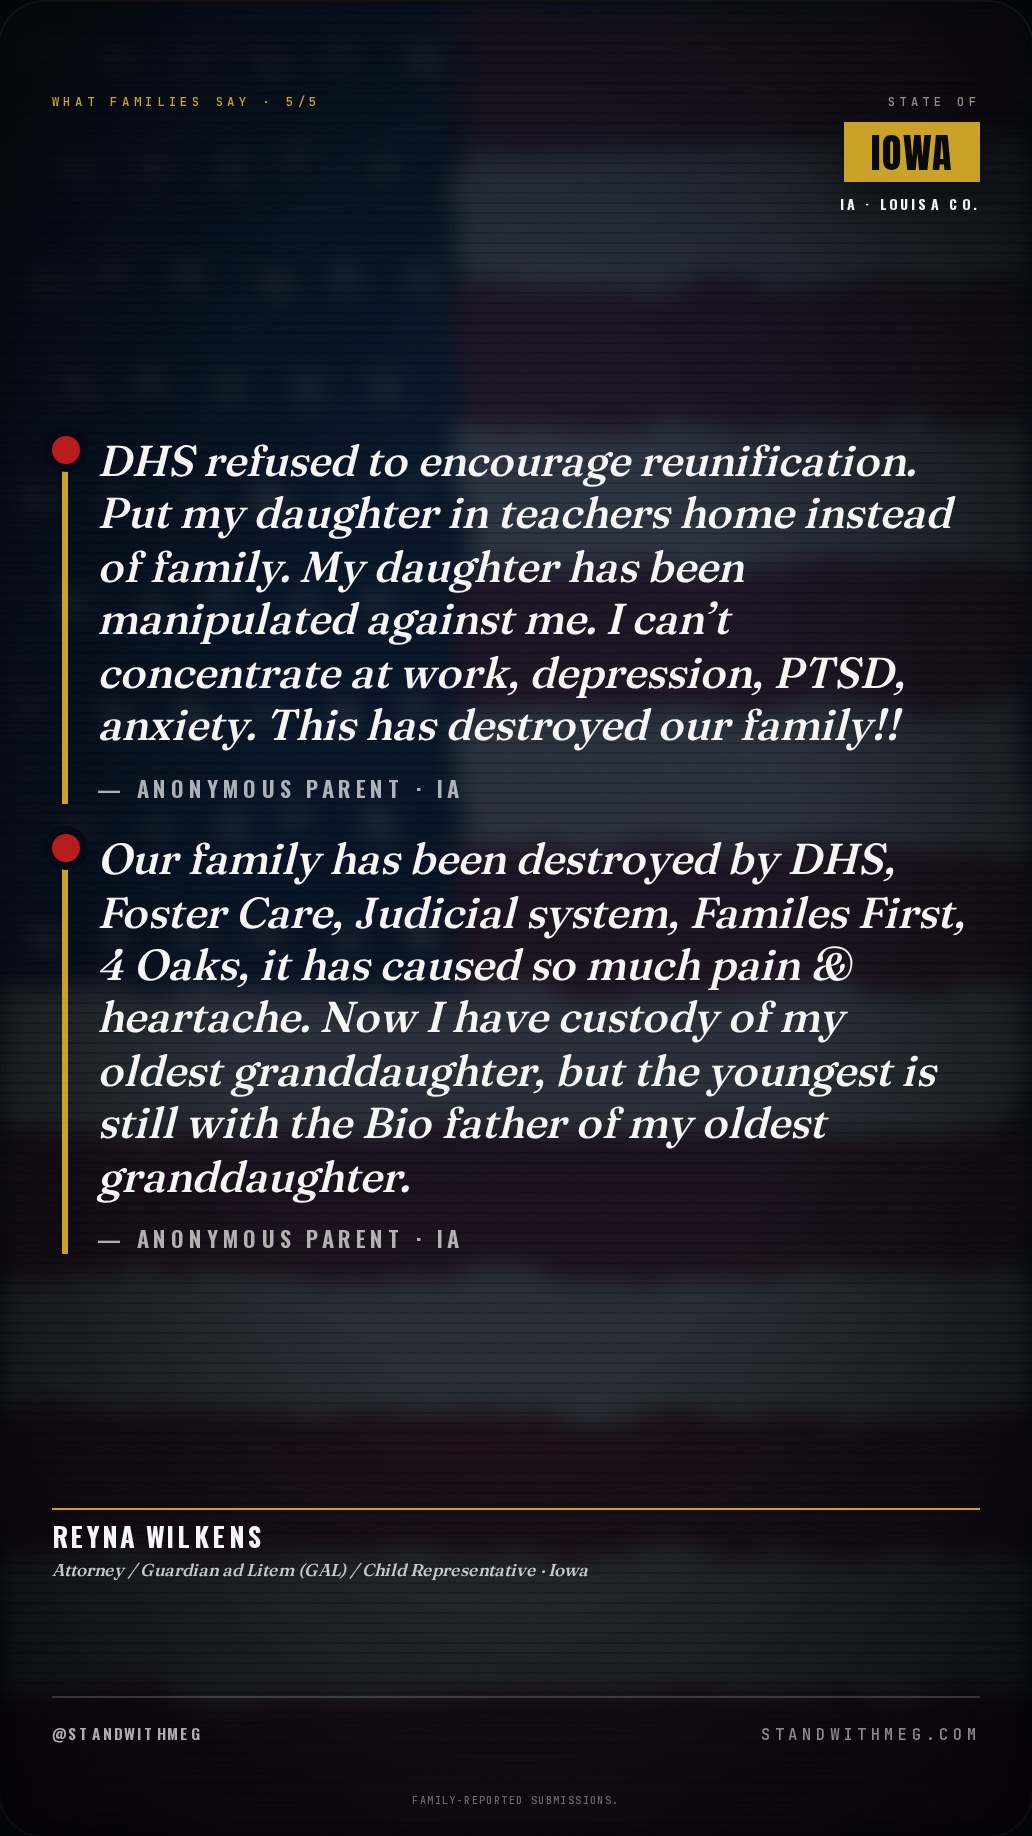 WHAT FAMILIES SAY · 5/5
STATE OF
IOWA
IA · LOUISA CO.
DHS refused to encourage reunification.
Put my daughter in teachers home instead
of family. My daughter has been
manipulated against me. I can’t
concentrate at work, depression, PTSD,
anxiety. This has destroyed our family!!
— ANONYMOUS PARENT · IA
Our family has been destroyed by DHS,
Foster Care, Judicial system, Familes First,
4 Oaks, it has caused so much pain &
heartache. Now I have custody of my
oldest granddaughter, but the youngest is
still with the Bio father of my oldest
granddaughter.
— ANONYMOUS PARENT · IA
REYNA WILKENS
Attorney / Guardian ad Litem (GAL) / Child Representative · Iowa
@STANDWITHMEG
STANDWITHMEG.COM
FAMILY-REPORTED SUBMISSIONS.